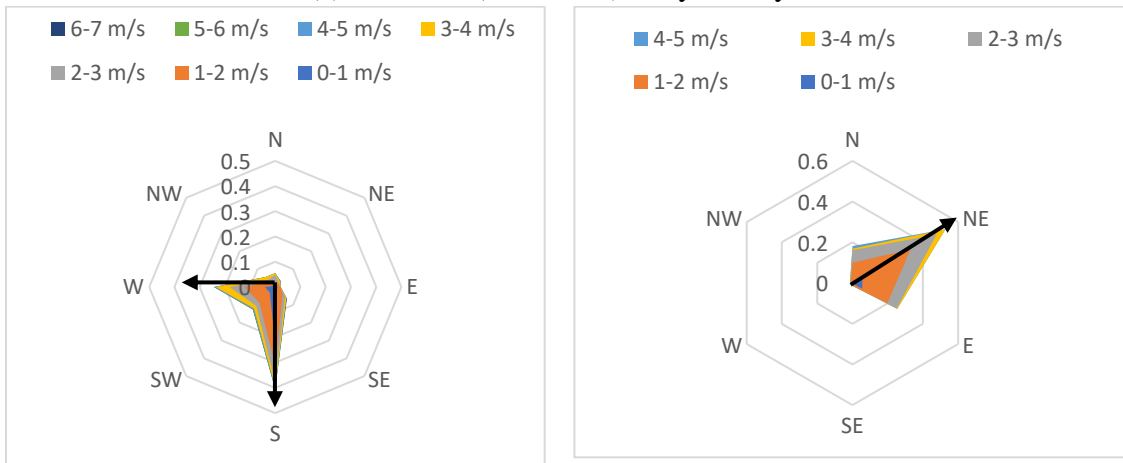 6-7 m/s 5-6 m/s 4-5 m/s 3-4 m/s
2-3 m/s 1-2 m/s 0-1 m/s
N
0.5
NW 0.4 NE
0.3
0.2
0.1
W 0 E
SW SE
S
4-5 m/s 3-4 m/s 2-3 m/s
1-2 m/s 0-1 m/s
N
0.6
NW 0.4 NE
0.2
0
W E
SE